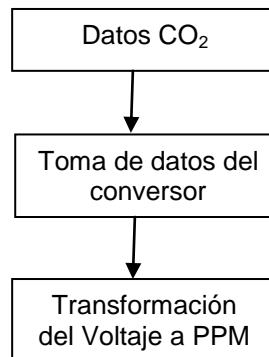 Datos CO₂
Toma de datos del
conversor
Transformación
del Voltaje a PPM